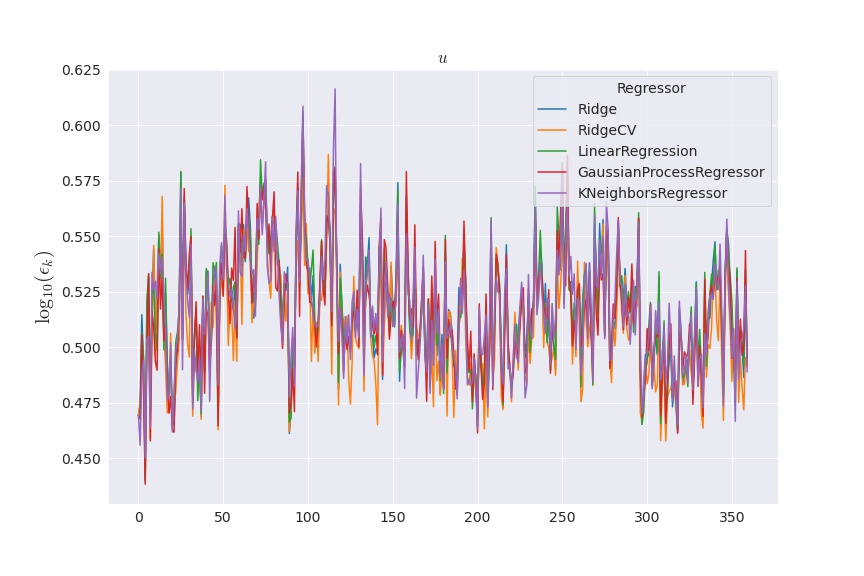 u
0.625
0.600
0.575
0.550
0.525
0.500
0.475
0.450
log₁₀(ϵₖ)
Regressor
Ridge
RidgeCV
LinearRegression
GaussianProcessRegressor
KNeighborsRegressor
0 50 100 150 200 250 300 350